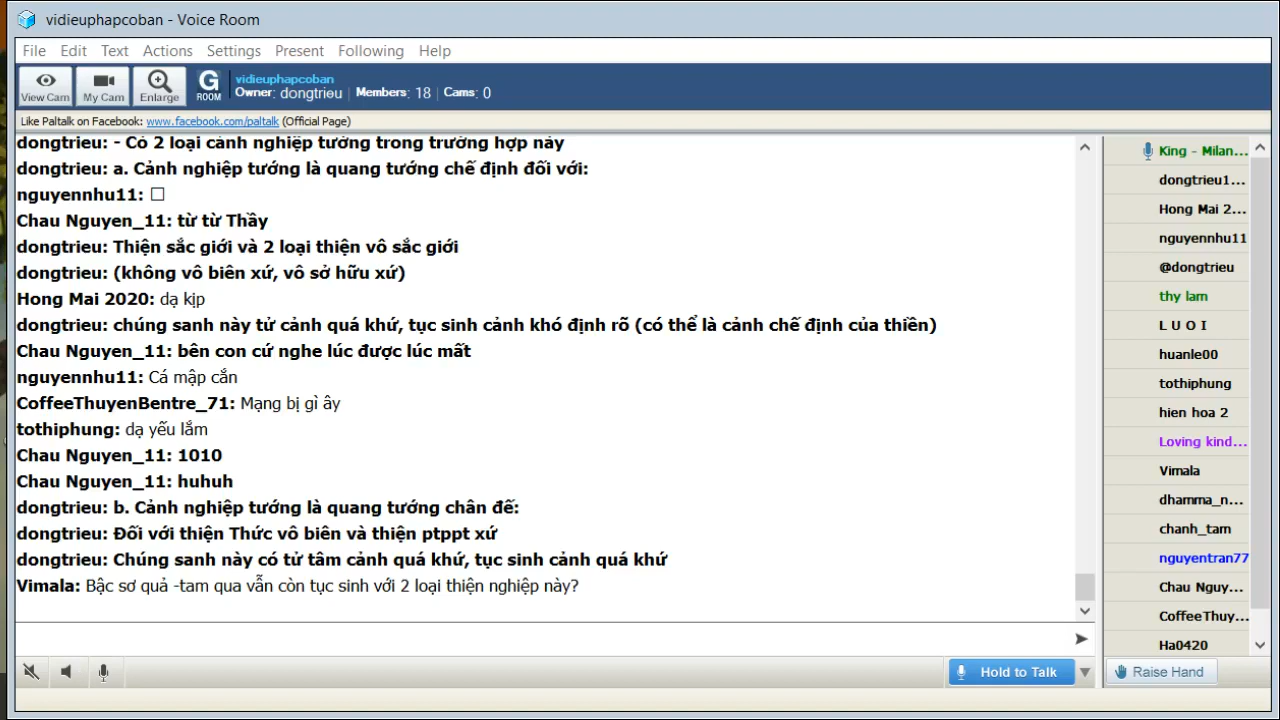 vidieuphapcoban - Voice Room
File Edit Text Actions Settings Present Following Help
View Cam My Cam Enlarge G ROOM
vidieuphapcoban
Owner: dongtrieu | Members: 18 | Cams: 0
Like Paltalk on Facebook: www.facebook.com/paltalk (Official Page)
dongtrieu: - Có 2 loại cảnh nghiệp tướng trong trường hợp này
dongtrieu: a. Cảnh nghiệp tướng là quang tướng chế định đối với:
nguyennhu11: □
Chau Nguyen_11: từ từ Thầy
dongtrieu: Thiện sắc giới và 2 loại thiện vô sắc giới
dongtrieu: (không vô biên xứ, vô sở hữu xứ)
Hong Mai 2020: dạ kịp
dongtrieu: chúng sanh này tử cảnh quá khứ, tục sinh cảnh khó định rõ (có thể là cảnh chế định của thiền)
Chau Nguyen_11: bên con cứ nghe lúc được lúc mất
nguyennhu11: Cá mập cắn
CoffeeThuyenBentre_71: Mạng bị gì ây
tothiphung: dạ yếu lắm
Chau Nguyen_11: 1010
Chau Nguyen_11: huhuh
dongtrieu: b. Cảnh nghiệp tướng là quang tướng chân đế:
dongtrieu: Đối với thiện Thức vô biên và thiện ptppt xứ
dongtrieu: Chúng sanh này có tử tâm cảnh quá khứ, tục sinh cảnh quá khứ
Vimala: Bậc sơ quả -tam qua vẫn còn tục sinh với 2 loại thiện nghiệp này?
King - Milan...
dongtrieu1...
Hong Mai 2...
nguyennhu11
@dongtrieu
thy lam
L U O I
huanle00
tothiphung
hien hoa 2
Loving kind...
Vimala
dhamma_n...
chanh_tam
nguyentran77
Chau Nguy...
CoffeeThuy...
Ha0420
Hold to Talk
Raise Hand